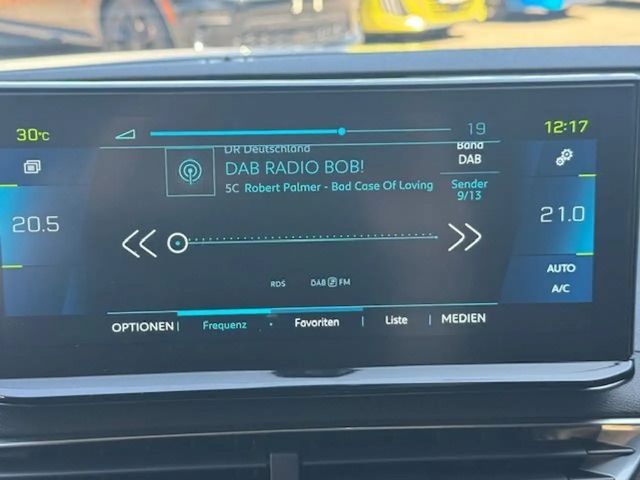 30°C
19
12:17
DR Deutschland
Band
DAB RADIO BOB!
DAB
5C Robert Palmer - Bad Case Of Loving
Sender
9/13
20.5
21.0
AUTO
A/C
RDS
DAB FM
OPTIONEN
Frequenz
Favoriten
Liste
MEDIEN